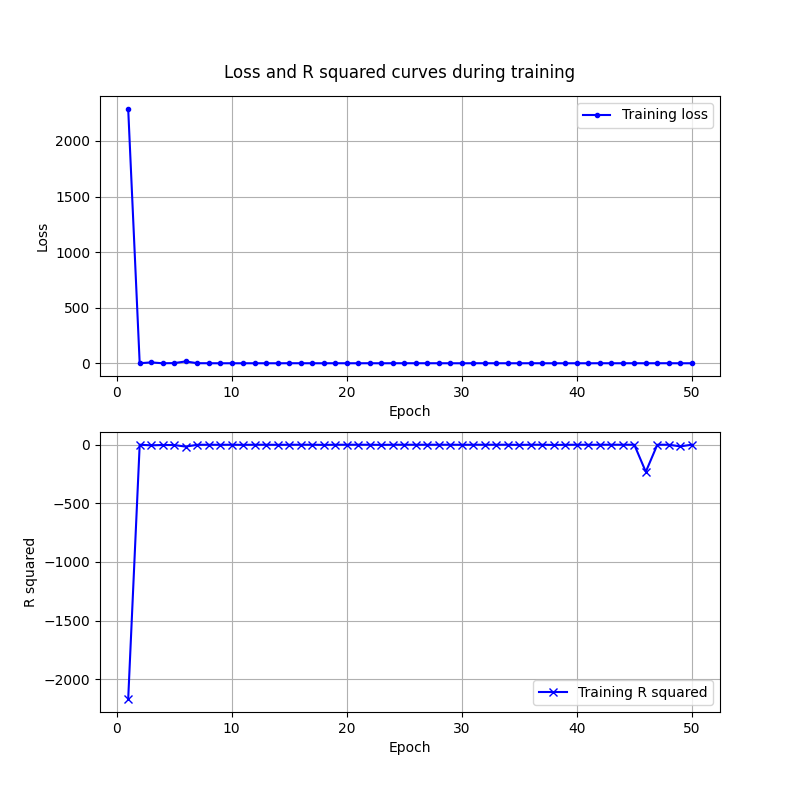 Loss and R squared curves during training
Training loss
2000
1500
1000
500
0
Loss
0 10 20 30 40 50
Epoch
0
−500
−1000
−1500
−2000
R squared
Training R squared
0 10 20 30 40 50
Epoch